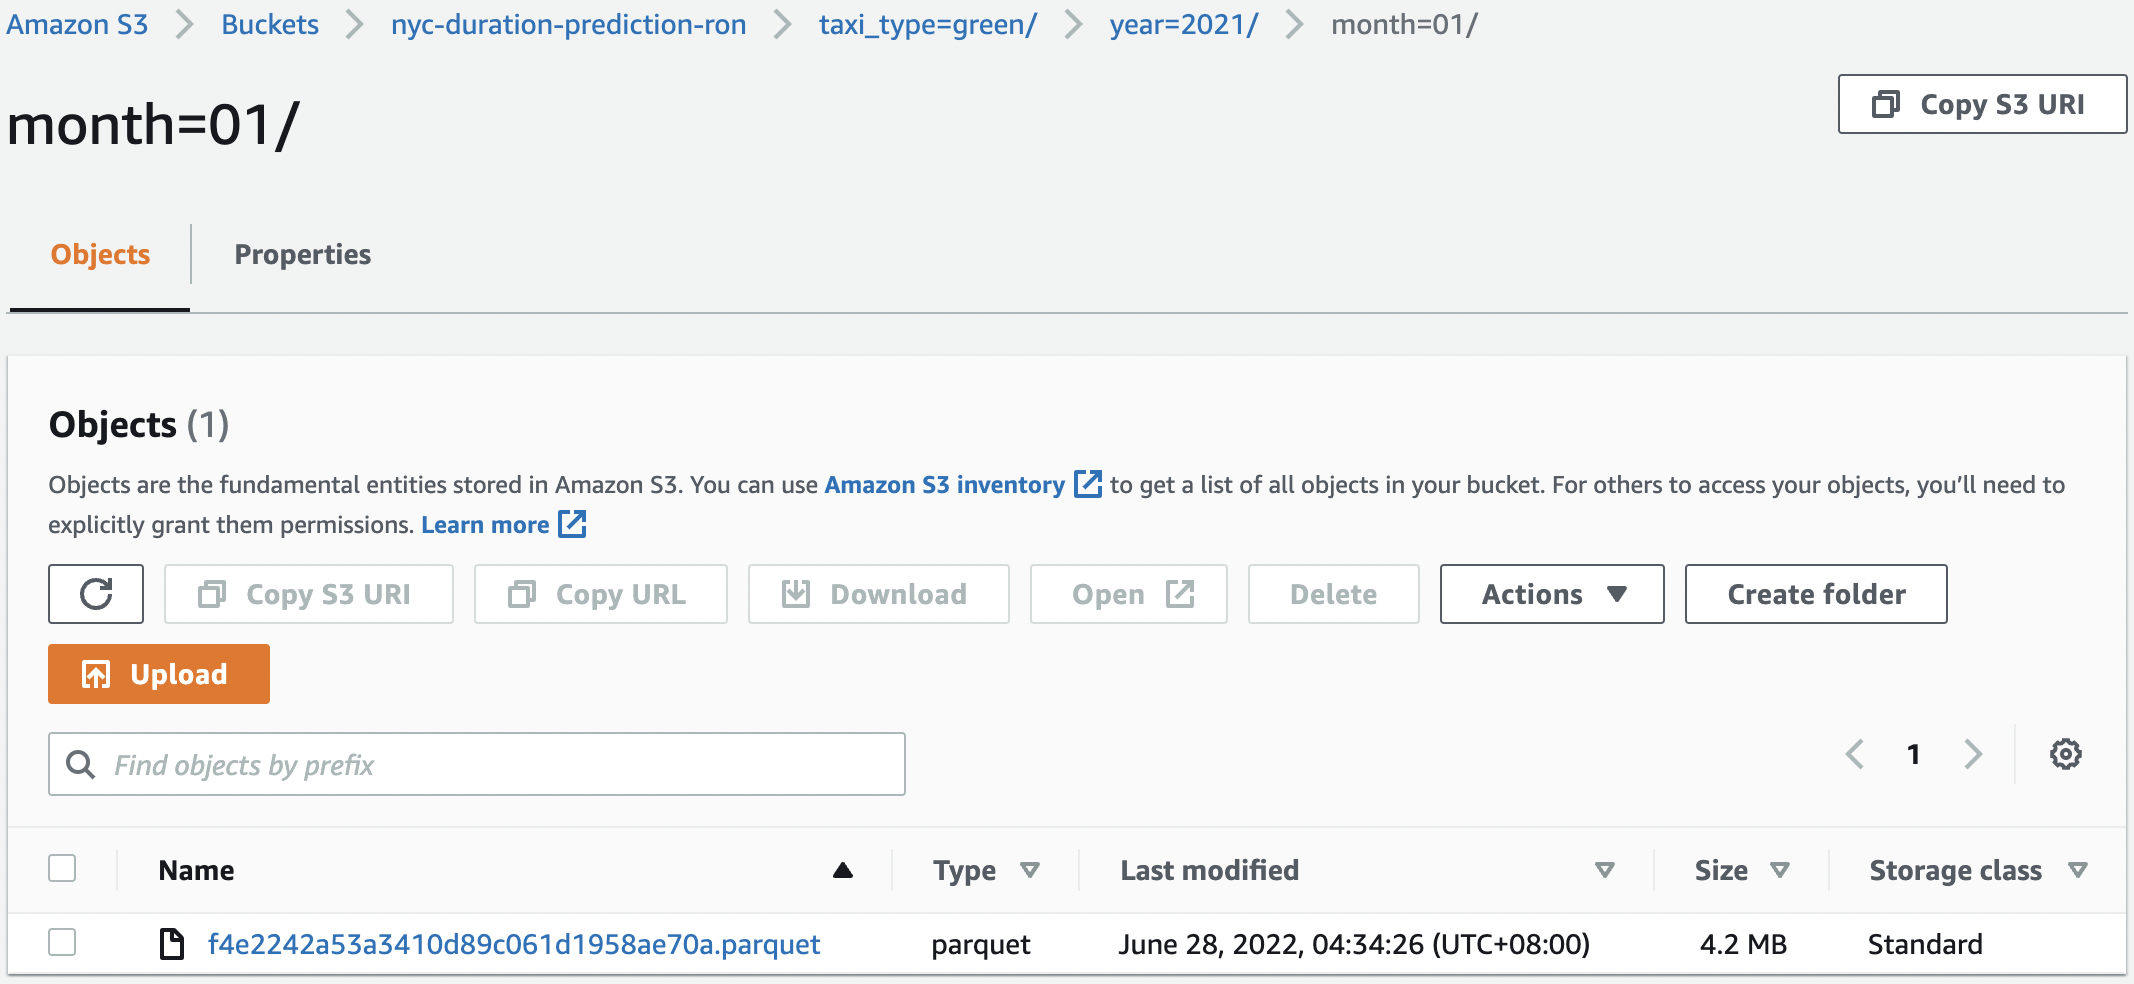 Amazon S3 Buckets nyc-duration-prediction-ron taxi_type=green/ year=2021/ month=01/
month=01/
Copy S3 URI
Objects Properties
Objects (1)
Objects are the fundamental entities stored in Amazon S3. You can use Amazon S3 inventory to get a list of all objects in your bucket. For others to access your objects, you'll need to
explicitly grant them permissions. Learn more
Copy S3 URI Copy URL Download Open Delete Actions Create folder
Upload
Find objects by prefix
1
Name Type Last modified Size Storage class
f4e2242a53a3410d89c061d1958ae70a.parquet parquet June 28, 2022, 04:34:26 (UTC+08:00) 4.2 MB Standard